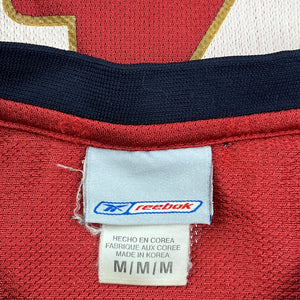 Reebok
HECHO EN COREA
FABRIQUE AUX COREE
MADE IN KOREA
M/M/M